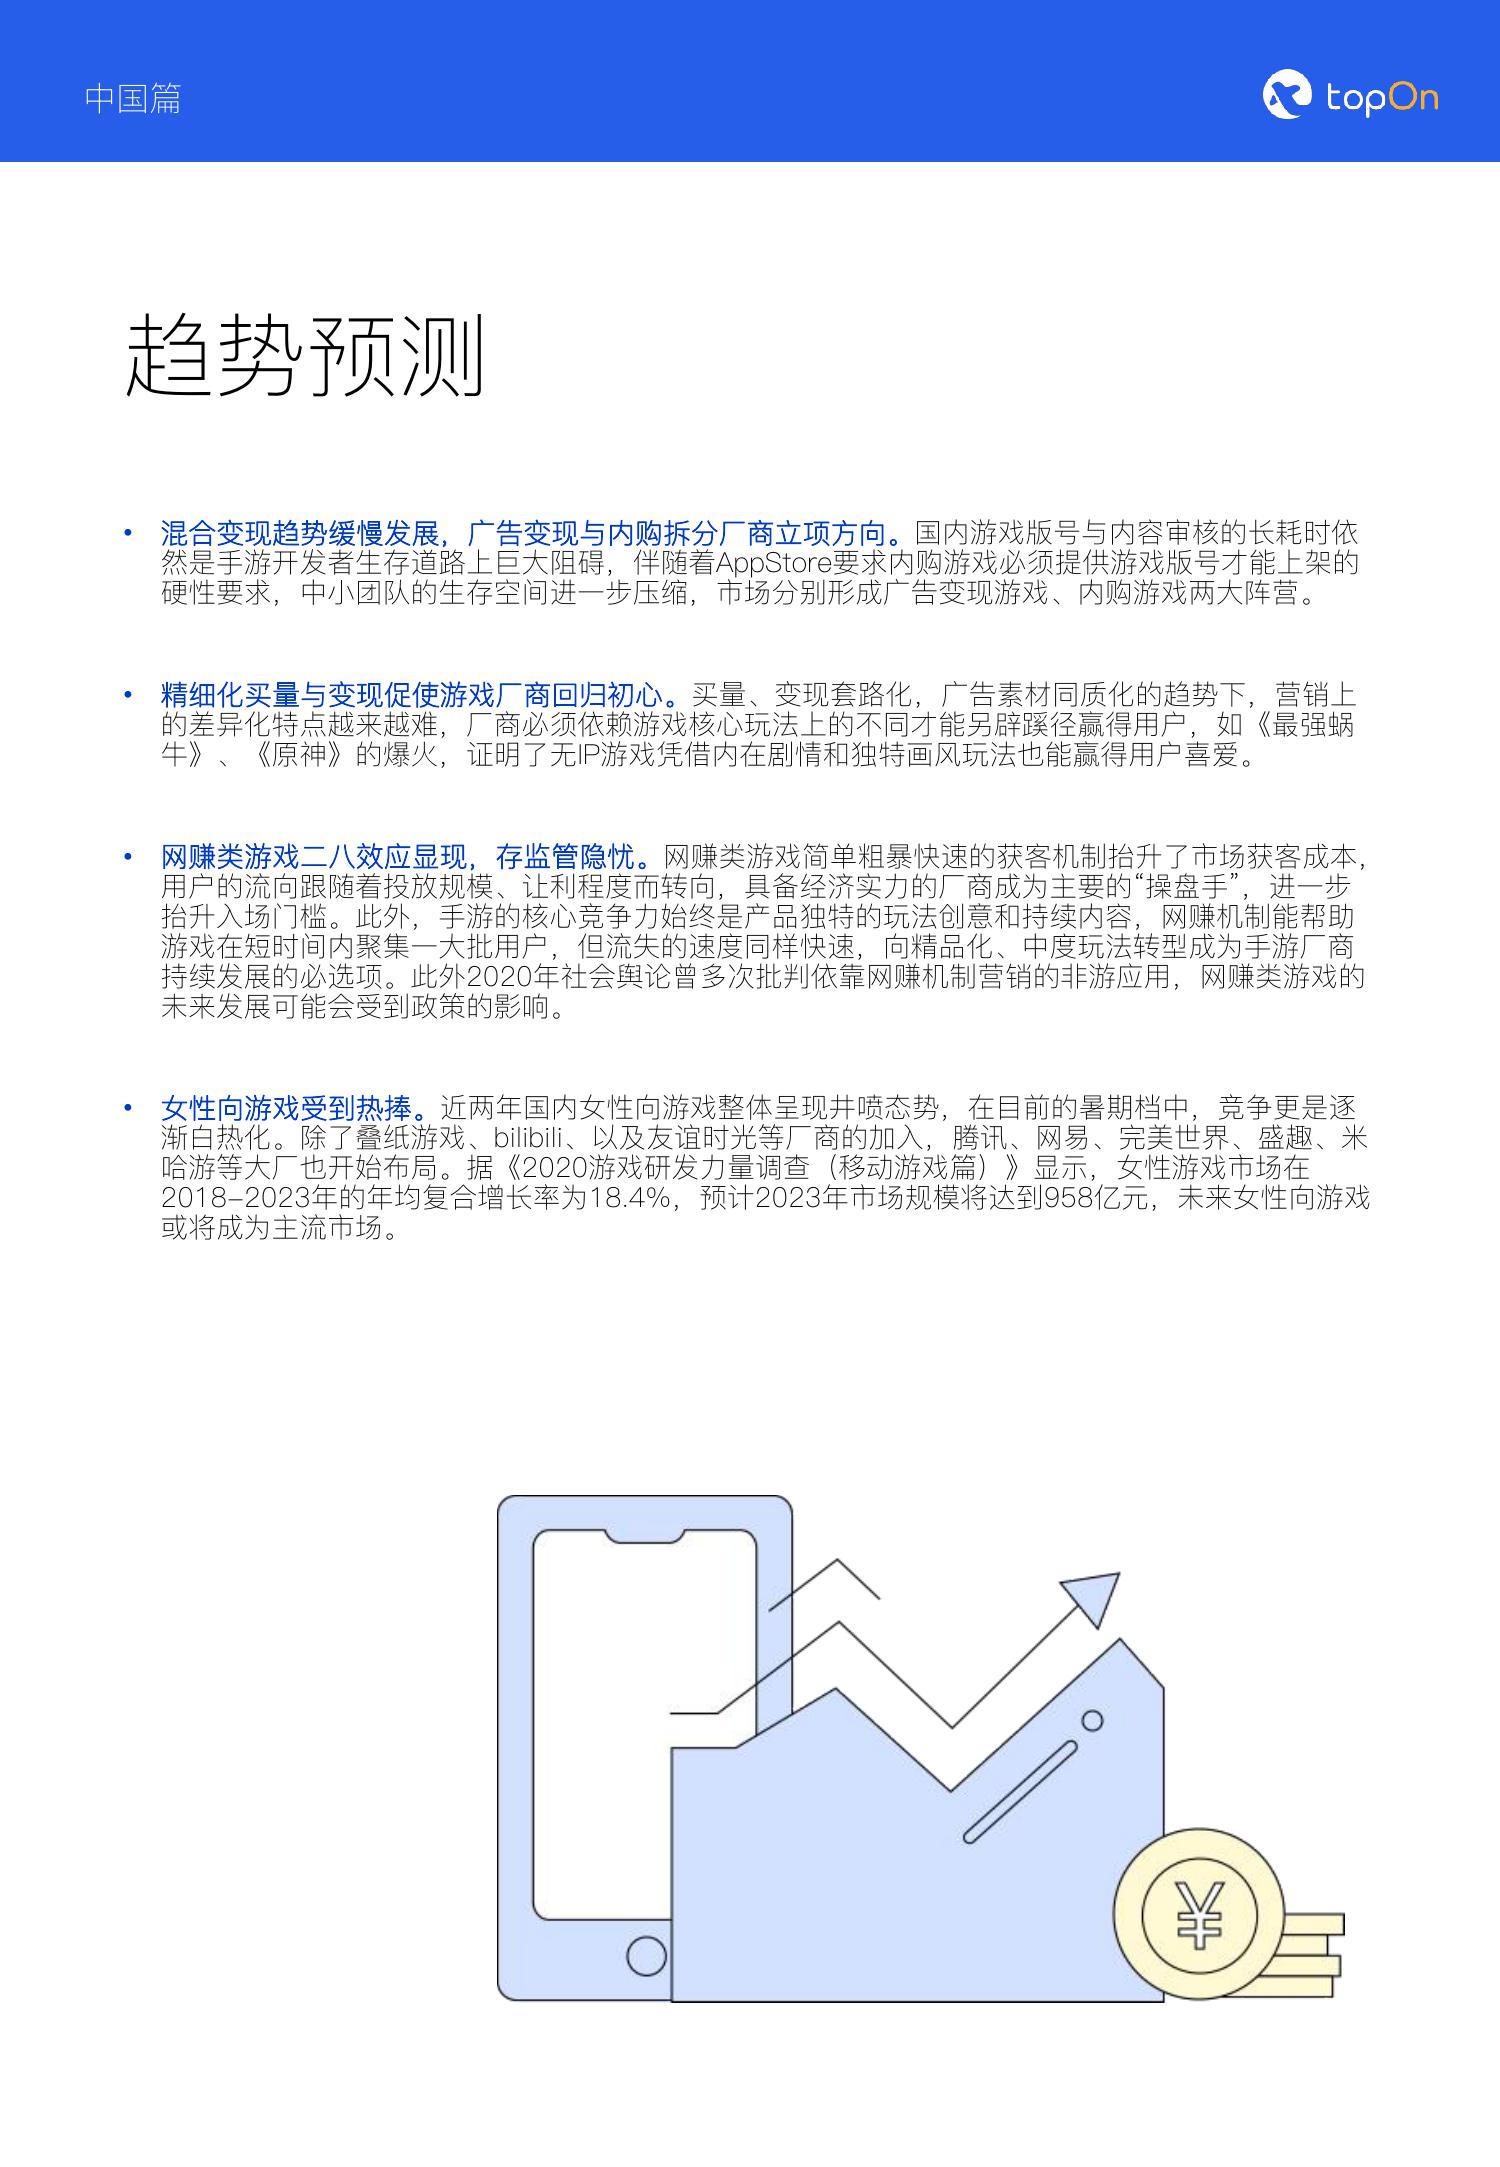 中国篇
topOn
趋势预测
• 混合变现趋势缓慢发展，广告变现与内购拆分厂商立项方向。国内游戏版号与内容审核的长耗时依
然是手游开发者生存道路上巨大阻碍，伴随着AppStore要求内购游戏必须提供游戏版号才能上架的
硬性要求，中小团队的生存空间进一步压缩，市场分别形成广告变现游戏、内购游戏两大阵营。
• 精细化买量与变现促使游戏厂商回归初心。买量、变现套路化，广告素材同质化的趋势下，营销上
的差异化特点越来越难，厂商必须依赖游戏核心玩法上的不同才能另辟蹊径赢得用户，如《最强蜗
牛》、《原神》的爆火，证明了无IP游戏凭借内在剧情和独特画风玩法也能赢得用户喜爱。
• 网赚类游戏二八效应显现，存监管隐忧。网赚类游戏简单粗暴快速的获客机制抬升了市场获客成本，
用户的流向跟随着投放规模、让利程度而转向，具备经济实力的厂商成为主要的“操盘手”，进一步
抬升入场门槛。此外，手游的核心竞争力始终是产品独特的玩法创意和持续内容，网赚机制能帮助
游戏在短时间内聚集一大批用户，但流失的速度同样快速，向精品化、中度玩法转型成为手游厂商
持续发展的必选项。此外2020年社会舆论曾多次批判依靠网赚机制营销的非游应用，网赚类游戏的
未来发展可能会受到政策的影响。
• 女性向游戏受到热捧。近两年国内女性向游戏整体呈现井喷态势，在目前的暑期档中，竞争更是逐
渐白热化。除了叠纸游戏、bilibili、以及友谊时光等厂商的加入，腾讯、网易、完美世界、盛趣、米
哈游等大厂也开始布局。据《2020游戏研发力量调查（移动游戏篇）》显示，女性游戏市场在
2018-2023年的年均复合增长率为18.4%，预计2023年市场规模将达到958亿元，未来女性向游戏
或将成为主流市场。
¥